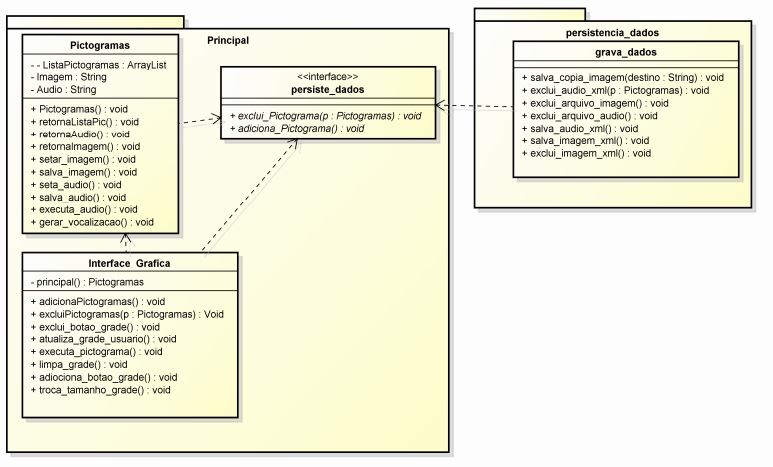 Principal
Pictogramas
- - ListaPictogramas : ArrayList
- Imagem : String
- Audio : String
+ Pictogramas() : void
+ retornaListaPic() : void
+ retornaAudio() : void
+ retornaImagem() : void
+ setar_imagem() : void
+ salva_imagem() : void
+ seta_audio() : void
+ salva_audio() : void
+ executa_audio() : void
+ gerar_vocalizacao() : void
<<interface>>
persiste_dados
+ exclui_Pictograma(p : Pictogramas) : void
+ adiciona_Pictograma() : void
Interface_Grafica
- principal() : Pictogramas
+ adicionaPictogramas() : void
+ excluiPictogramas(p : Pictogramas) : Void
+ exclui_botao_grade() : void
+ atualiza_grade_usuario() : void
+ executa_pictograma() : void
+ limpa_grade() : void
+ adiociona_botao_grade() : void
+ troca_tamanho_grade() : void
persistencia_dados
grava_dados
+ salva_copia_imagem(destino : String) : void
+ exclui_audio_xml(p : Pictogramas) : void
+ exclui_arquivo_imagem() : void
+ exclui_arquivo_audio() : void
+ salva_audio_xml() : void
+ salva_imagem_xml() : void
+ exclui_imagem_xml() : void